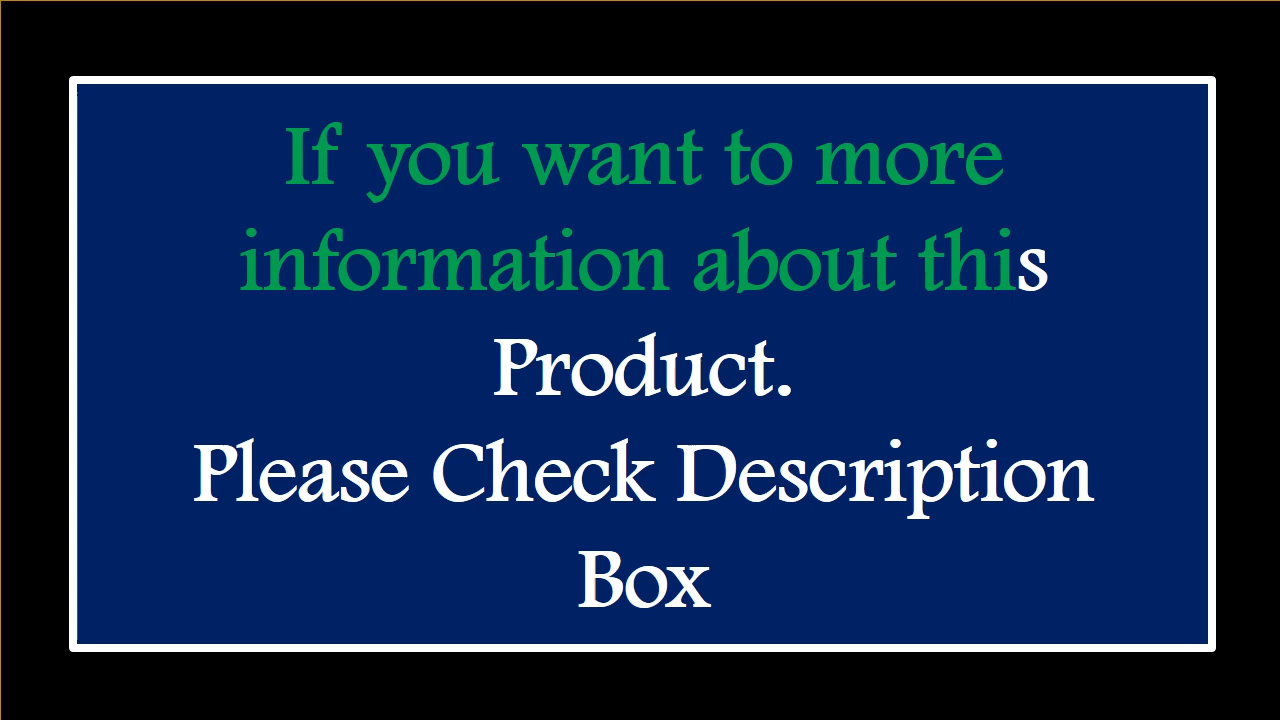 If you want to more
information about this
Product.
Please Check Description
Box